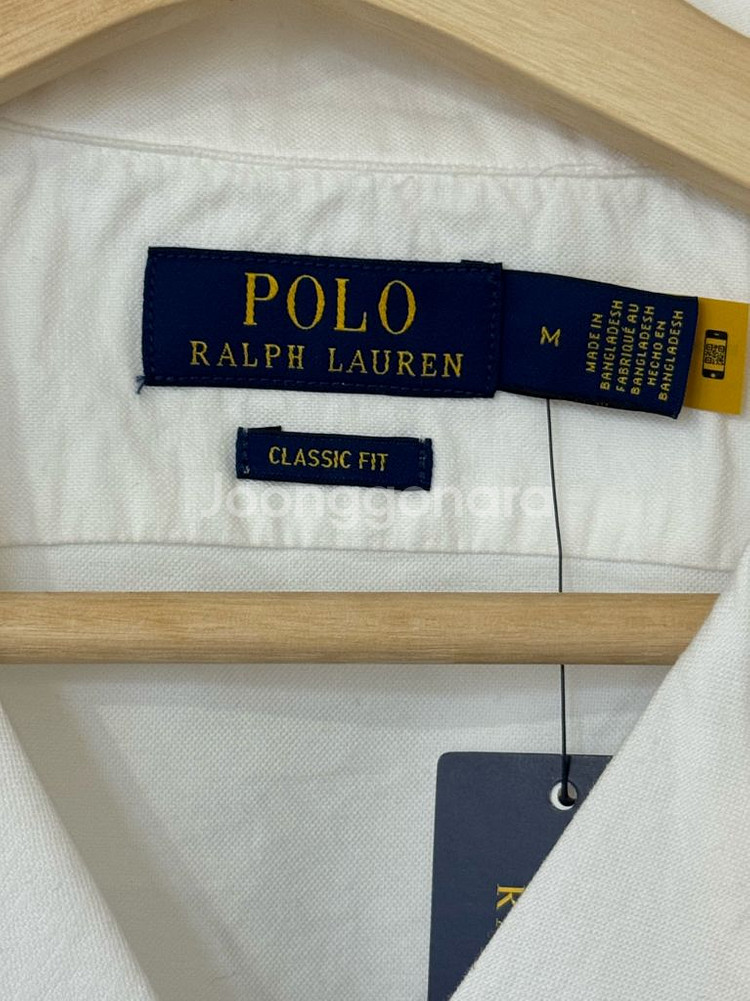 POLO
RALPH LAUREN
M
MADE IN
BANGLADESH
FABRIQUÉ AU
BANGLADESH
HECHO EN
BANGLADESH
CLASSIC FIT
Joonggonara
R